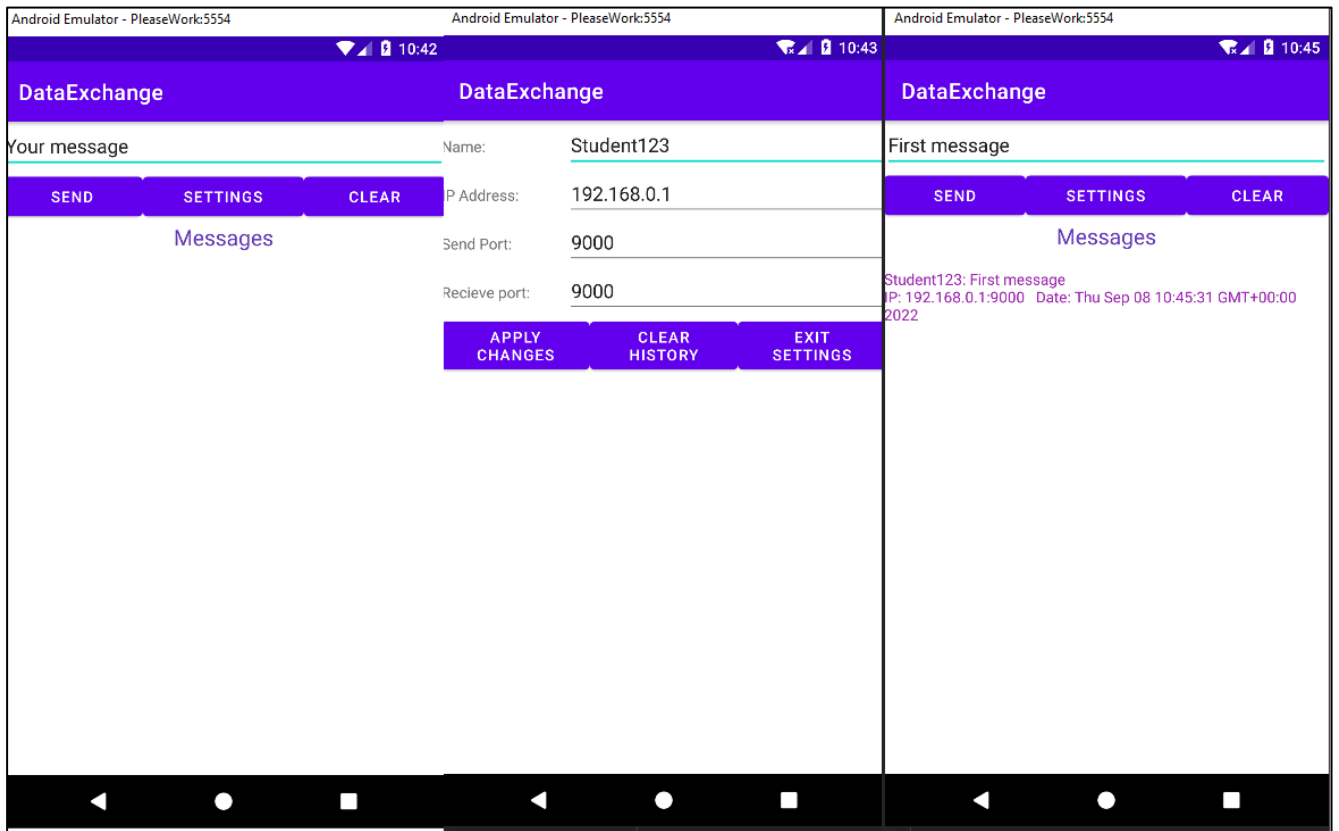 Android Emulator - PleaseWork:5554
10:42
DataExchange
Your message
SEND SETTINGS CLEAR
Messages
Android Emulator - PleaseWork:5554
10:43
DataExchange
Name: Student123
IP Address: 192.168.0.1
Send Port: 9000
Recieve port: 9000
APPLY CHANGES CLEAR HISTORY EXIT SETTINGS
Android Emulator - PleaseWork:5554
10:45
DataExchange
First message
SEND SETTINGS CLEAR
Messages
Student123: First message
IP: 192.168.0.1:9000 Date: Thu Sep 08 10:45:31 GMT+00:00
2022